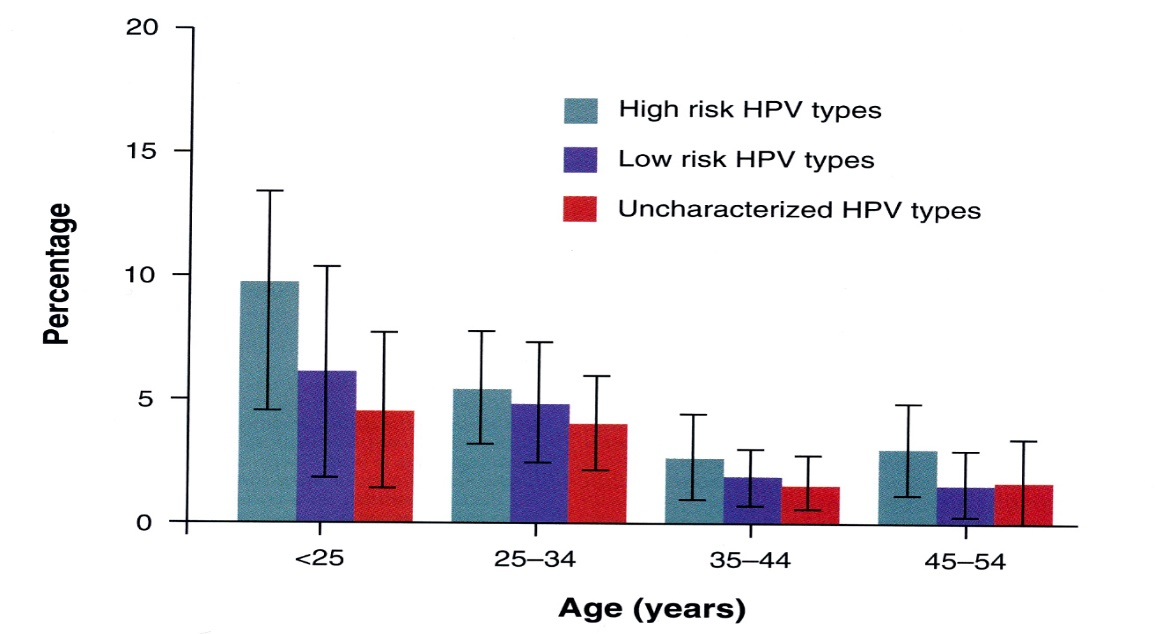 20
High risk HPV types
15
Low risk HPV types
Uncharacterized HPV types
Percentage
10
5
0
<25
25–34
35–44
45–54
Age (years)